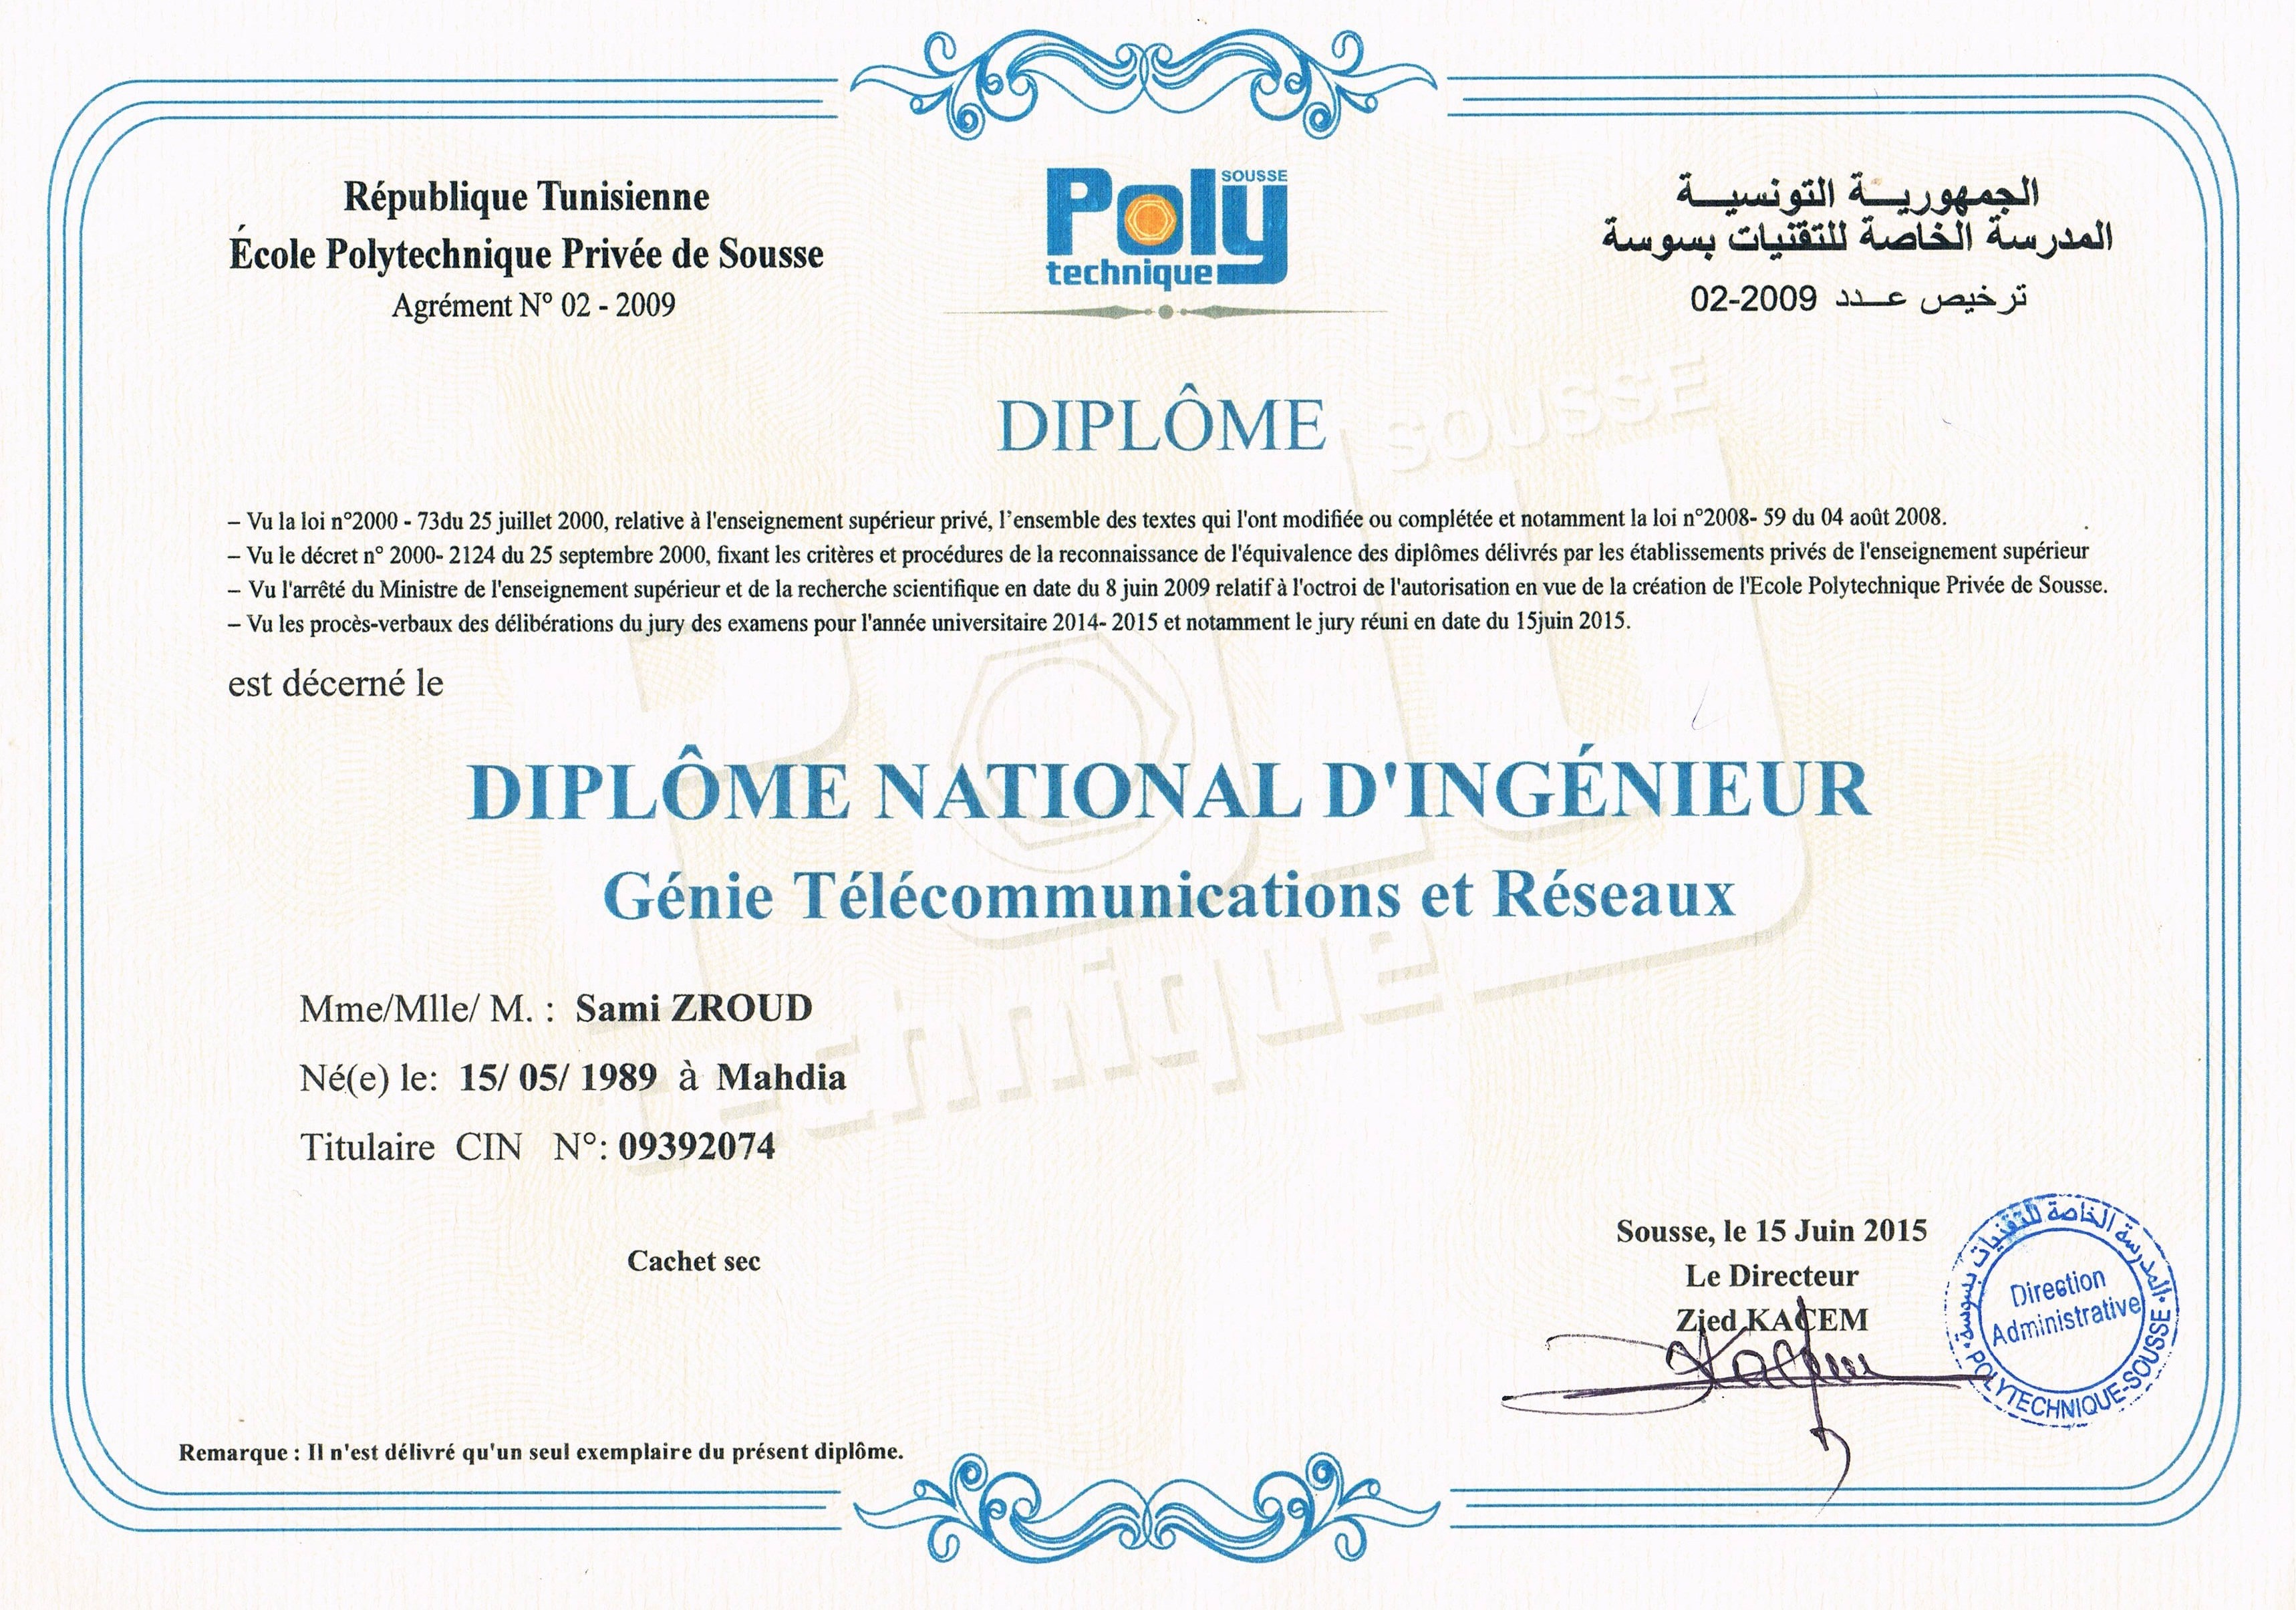 République Tunisienne
École Polytechnique Privée de Sousse
Agrément N° 02 - 2009
Poly SOUSSE
technique
الجمهورية التونسية
المدرسة الخاصة للتقنيات بسوسة
ترخيص عدد 02-2009
DIPLÔME
– Vu la loi n°2000 - 73du 25 juillet 2000, relative à l'enseignement supérieur privé, l'ensemble des textes qui l'ont modifiée ou complétée et notamment la loi n°2008- 59 du 04 août 2008.
– Vu le décret n° 2000- 2124 du 25 septembre 2000, fixant les critères et procédures de la reconnaissance de l'équivalence des diplômes délivrés par les établissements privés de l'enseignement supérieur
– Vu l'arrêté du Ministre de l'enseignement supérieur et de la recherche scientifique en date du 8 juin 2009 relatif à l'octroi de l'autorisation en vue de la création de l'Ecole Polytechnique Privée de Sousse.
– Vu les procès-verbaux des délibérations du jury des examens pour l'année universitaire 2014- 2015 et notamment le jury réuni en date du 15juin 2015.
est décerné le
DIPLÔME NATIONAL D'INGÉNIEUR
Génie Télécommunications et Réseaux
Mme/Mlle/ M. : Sami ZROUD
Né(e) le: 15/ 05/ 1989 à Mahdia
Titulaire CIN N°: 09392074
Cachet sec
Sousse, le 15 Juin 2015
Le Directeur
Zied KACEM
المدرسة الخاصة للتقنيات بسوسة
Direction
Administrative
POLYTECHNIQUE-SOUSSE
Remarque : Il n'est délivré qu'un seul exemplaire du présent diplôme.